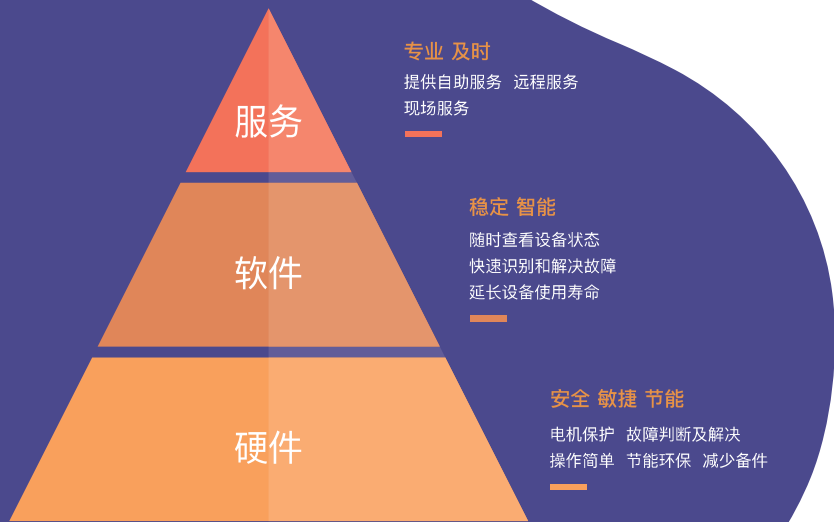 服务
专业 及时
提供自助服务 远程服务
现场服务
软件
稳定 智能
随时查看设备状态
快速识别和解决故障
延长设备使用寿命
硬件
安全 敏捷 节能
电机保护 故障判断及解决
操作简单 节能环保 减少备件